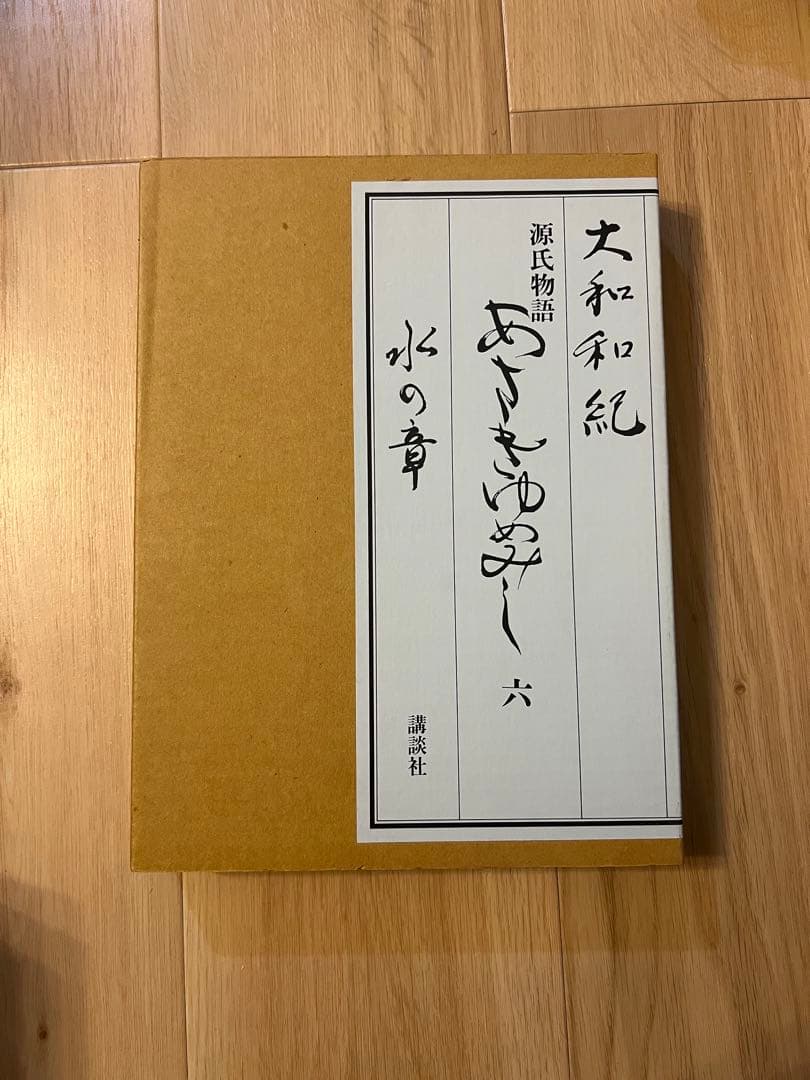 大和和紀
源氏物語
あさきゆめみし 六
水の章
講談社